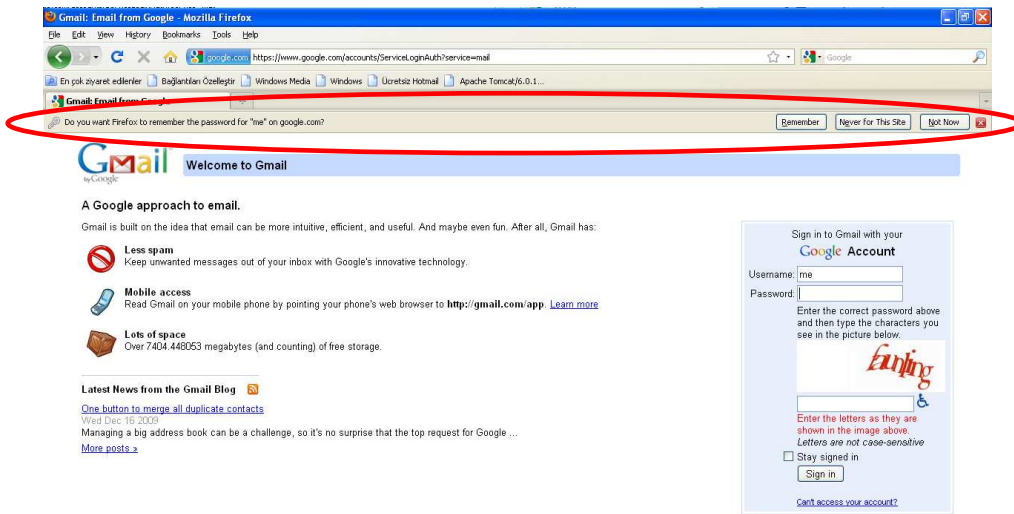 Gmail: Email from Google - Mozilla Firefox
File Edit View History Bookmarks Tools Help
google.com https://www.google.com/accounts/ServiceLoginAuth?service=mail
Google
En çok ziyaret edilenler Bağlantıları Özelleştir Windows Media Windows Ücretsiz Hotmail Apache Tomcat/6.0.1...
Gmail: Email from Google
Do you want Firefox to remember the password for "me" on google.com? Remember Never for This Site Not Now
Gmail
by Google
Welcome to Gmail
A Google approach to email.
Gmail is built on the idea that email can be more intuitive, efficient, and useful. And maybe even fun. After all, Gmail has:
Less spam
Keep unwanted messages out of your inbox with Google's innovative technology.
Mobile access
Read Gmail on your mobile phone by pointing your phone's web browser to http://gmail.com/app. Learn more
Lots of space
Over 7404.448053 megabytes (and counting) of free storage.
Latest News from the Gmail Blog
One button to merge all duplicate contacts
Wed Dec 16 2009
Managing a big address book can be a challenge, so it's no surprise that the top request for Google ...
More posts »
Sign in to Gmail with your
Google Account
Username: me
Password:
Enter the correct password above
and then type the characters you
see in the picture below.
Enter the letters as they are
shown in the image above.
Letters are not case-sensitive
Stay signed in
Sign in
Can't access your account?